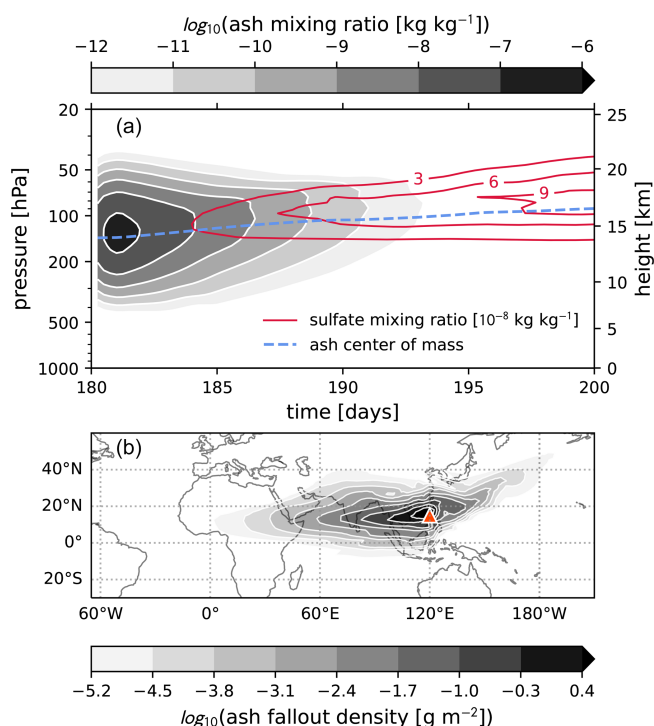 log₁₀(ash mixing ratio [kg kg⁻¹])
−12 −11 −10 −9 −8 −7 −6
(a)
20
50
100
200
500
1000
pressure [hPa]
25
20
15
10
5
0
height [km]
3
6
9
sulfate mixing ratio [10⁻⁸ kg kg⁻¹]
ash center of mass
180 185 190 195 200
time [days]
(b)
40°N
20°N
0°
20°S
60°W 0° 60°E 120°E 180°W
−5.2 −4.5 −3.8 −3.1 −2.4 −1.7 −1.0 −0.3 0.4
log₁₀(ash fallout density [g m⁻²])